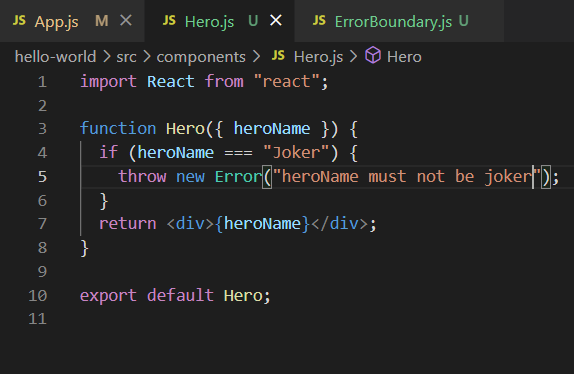 JS App.js M × JS Hero.js U × JS ErrorBoundary.js U
hello-world > src > components > JS Hero.js > Hero
1 import React from "react";
2
3 function Hero({ heroName }) {
4   if (heroName === "Joker") {
5     throw new Error("heroName must not be joker");
6   }
7   return <div>{heroName}</div>;
8 }
9
10 export default Hero;
11